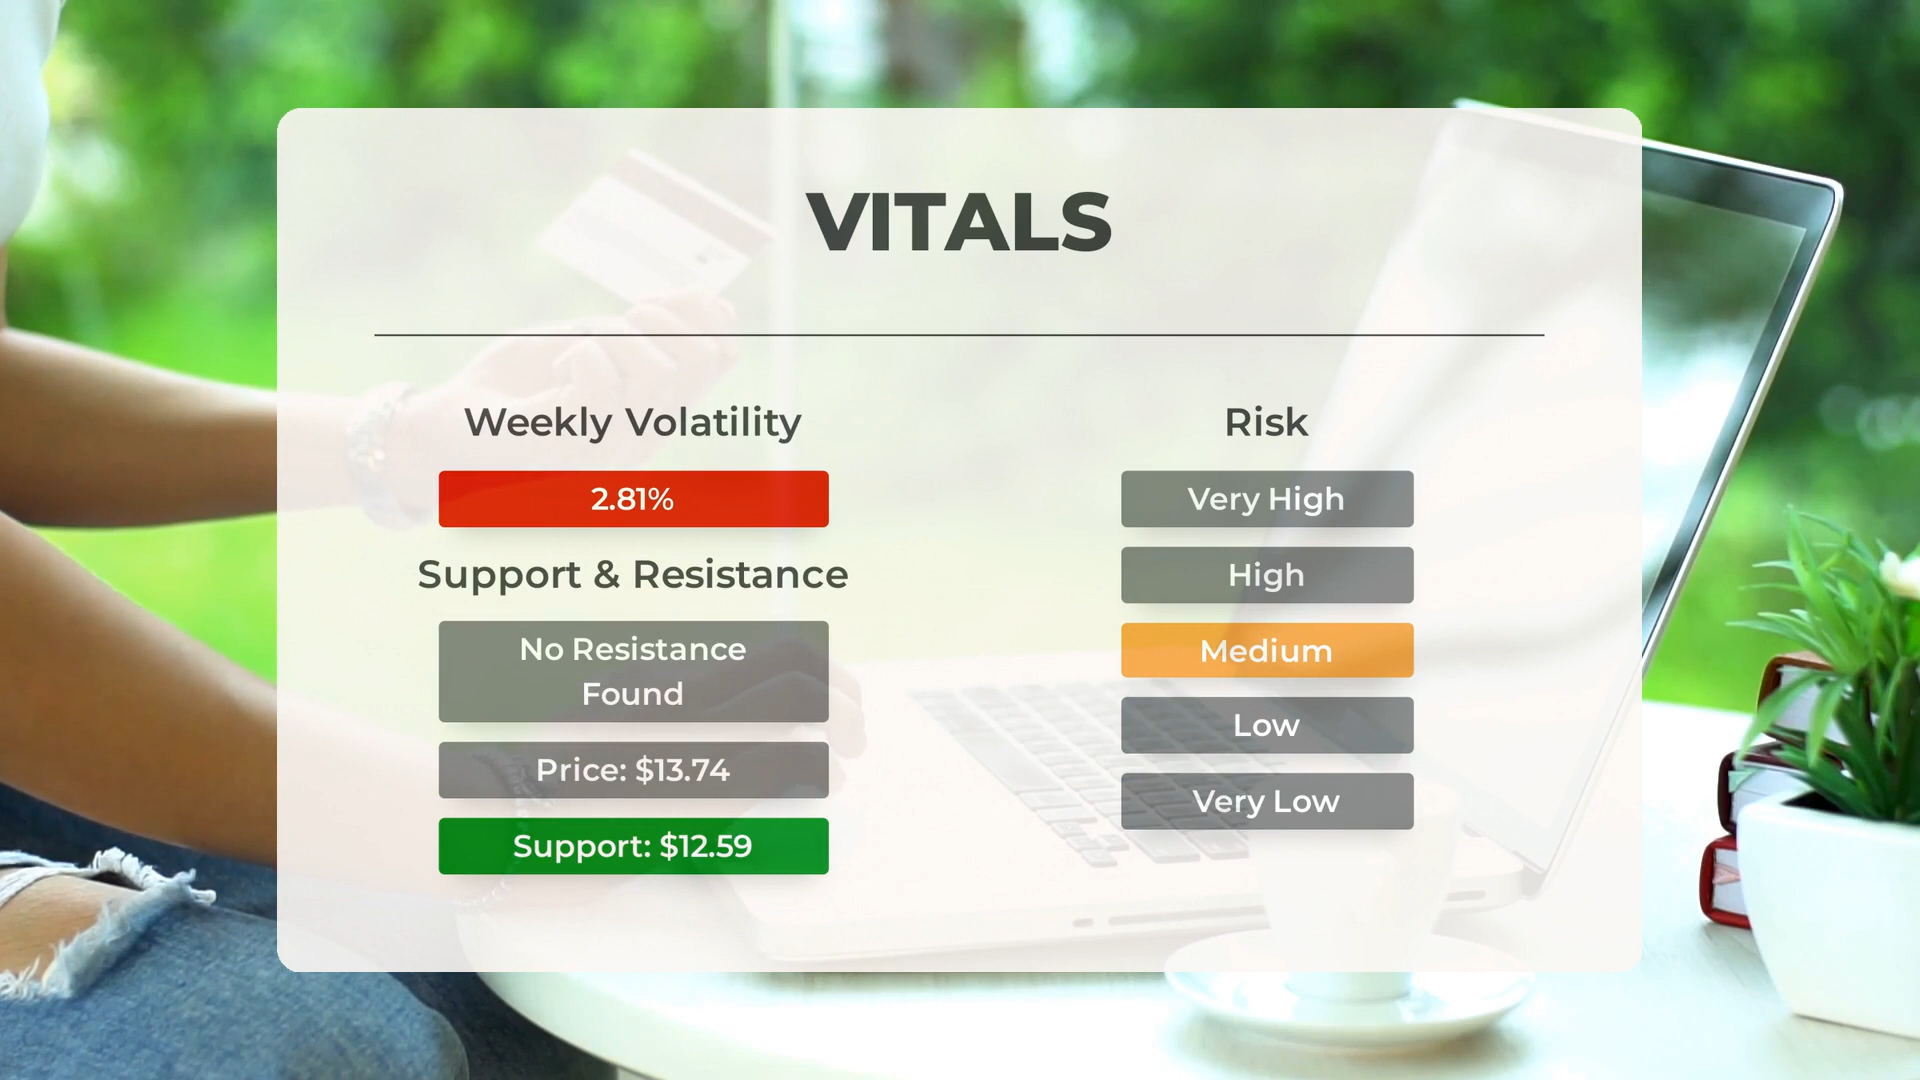 VITALS
Weekly Volatility
2.81%
Support & Resistance
No Resistance
Found
Price: $13.74
Support: $12.59
Risk
Very High
High
Medium
Low
Very Low